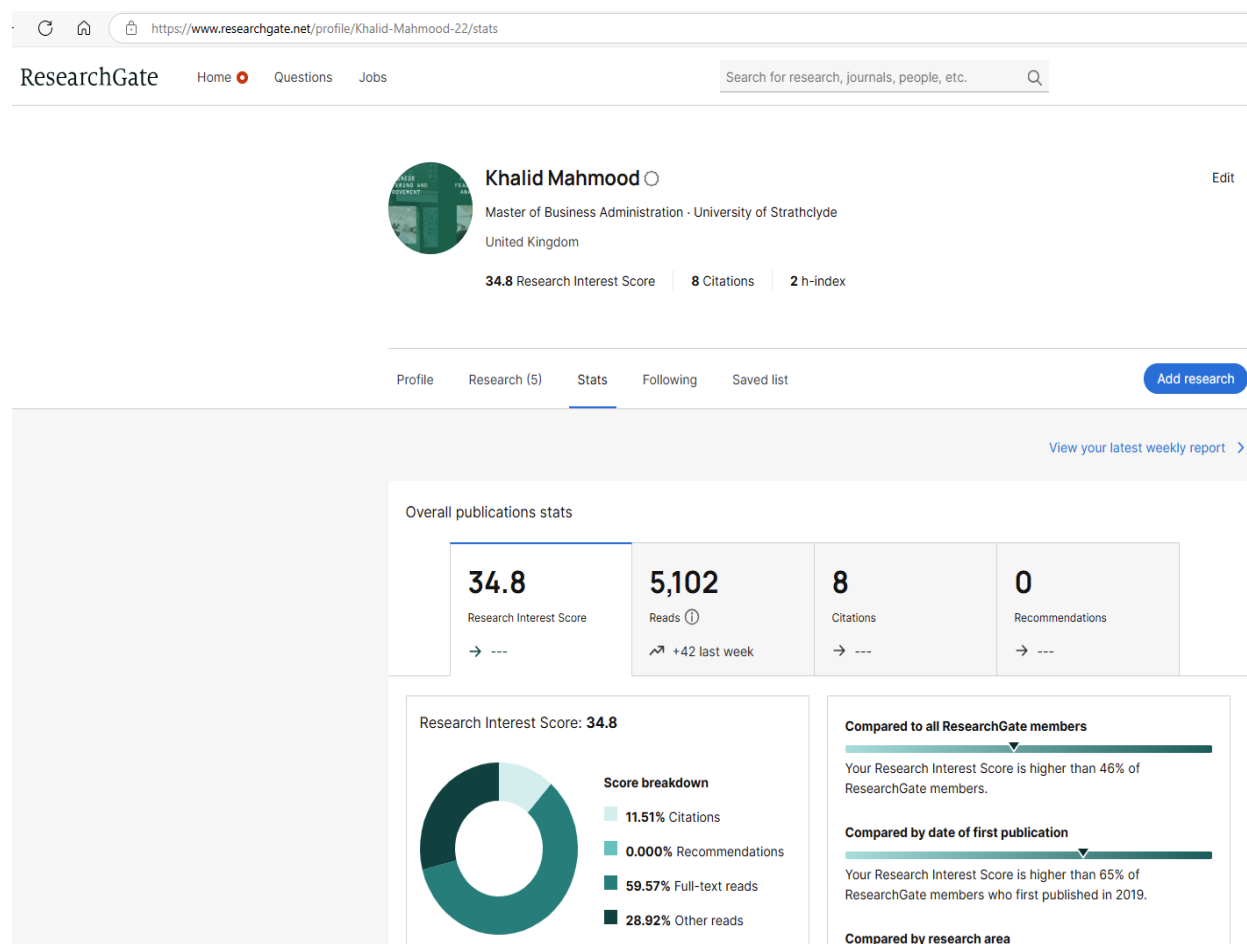 https://www.researchgate.net/profile/Khalid-Mahmood-22/stats
ResearchGate Home Questions Jobs Search for research, journals, people, etc.
Khalid Mahmood
Edit
Master of Business Administration · University of Strathclyde
United Kingdom
34.8 Research Interest Score 8 Citations 2 h-index
Profile Research (5) Stats Following Saved list Add research
View your latest weekly report
Overall publications stats
34.8 5,102 8 0
Research Interest Score Reads Citations Recommendations
--- +42 last week --- ---
Research Interest Score: 34.8
Score breakdown
11.51% Citations
0.000% Recommendations
59.57% Full-text reads
28.92% Other reads
Compared to all ResearchGate members
Your Research Interest Score is higher than 46% of
ResearchGate members.
Compared by date of first publication
Your Research Interest Score is higher than 65% of
ResearchGate members who first published in 2019.
Compared by research area